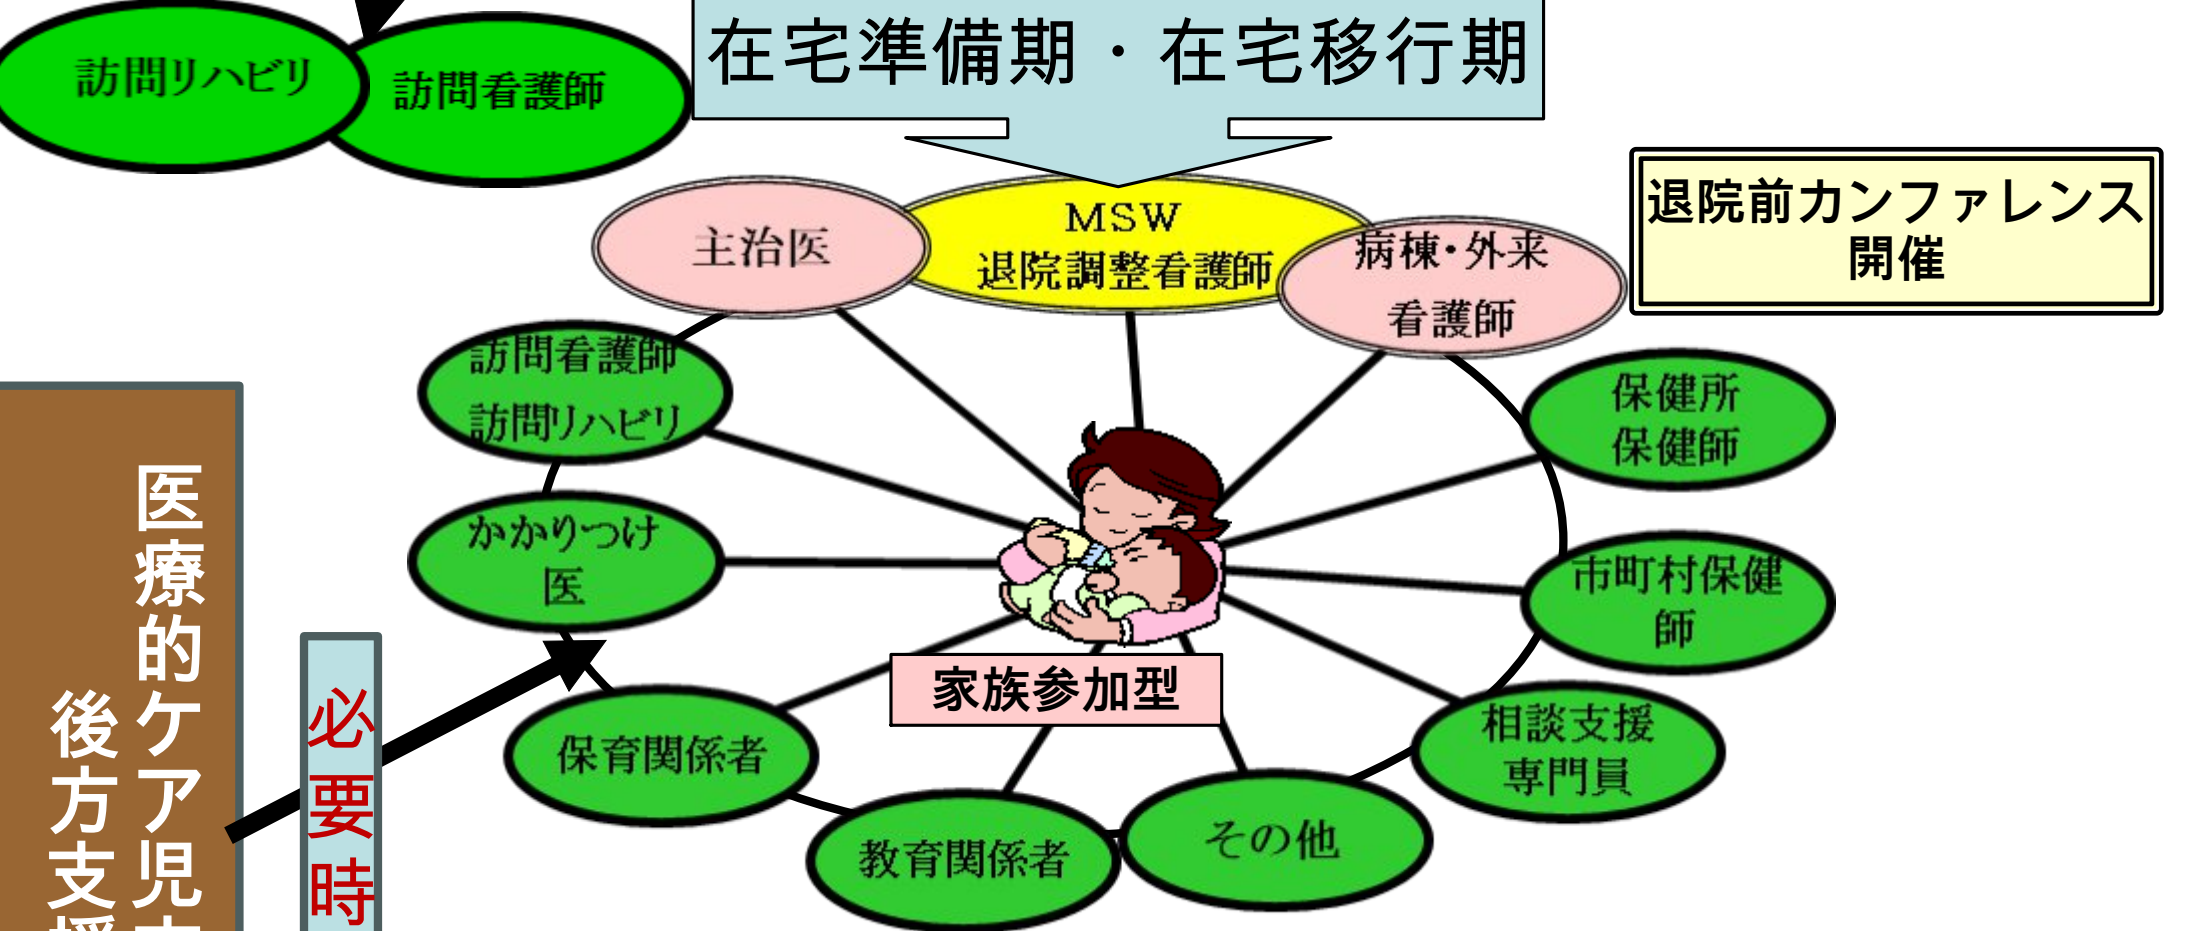 訪問リハビリ
訪問看護師
在宅準備期・在宅移行期
退院前カンファレンス
開催
主治医
MSW
退院調整看護師
病棟・外来
看護師
訪問看護師
訪問リハビリ
保健所
保健師
かかりつけ
医
市町村保健
師
家族参加型
相談支援
専門員
保育関係者
教育関係者
その他
医療的ケア児
後方支援
必要時